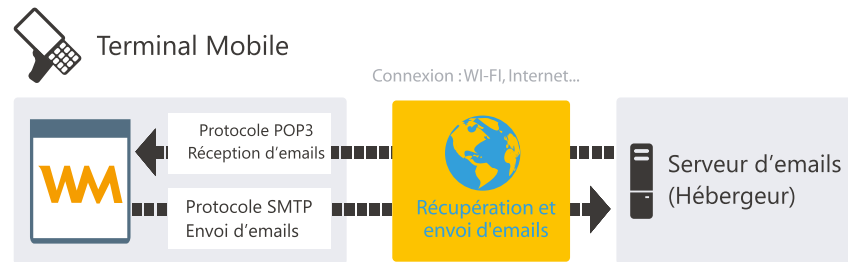 Terminal Mobile
Connexion : WI-FI, Internet...
Protocole POP3
Réception d'emails
WM
Protocole SMTP
Envoi d'emails
Récupération et
envoi d'emails
Serveur d'emails
(Hébergeur)